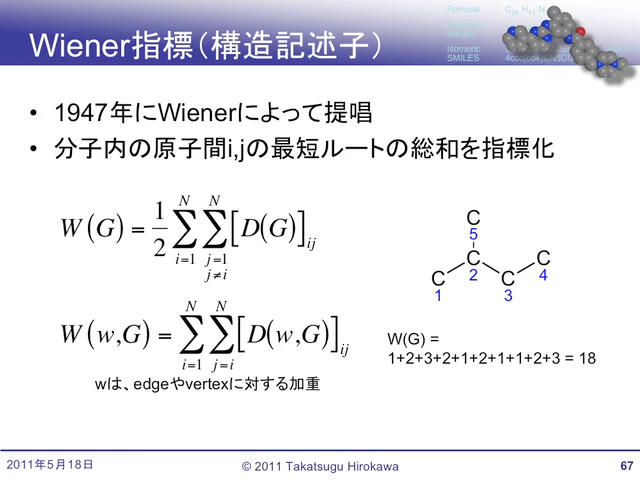 Formula
Wiener指標（構造記述子）
Isomeric
SMILES
• 1947年にWienerによって提唱
• 分子内の原子間i,jの最短ルートの総和を指標化
W(G) = 1/2 ∑_{i=1}^{N} ∑_{j=1, j≠i}^{N} [D(G)]_{ij}
C
5
C
2
C
4
C
1
C
3
W(w,G) = ∑_{i=1}^{N} ∑_{j=i}^{N} [D(w,G)]_{ij}
W(G) =
1+2+3+2+1+2+1+1+2+3 = 18
wは、edgeやvertexに対する加重
2011年5月18日
© 2011 Takatsugu Hirokawa
67